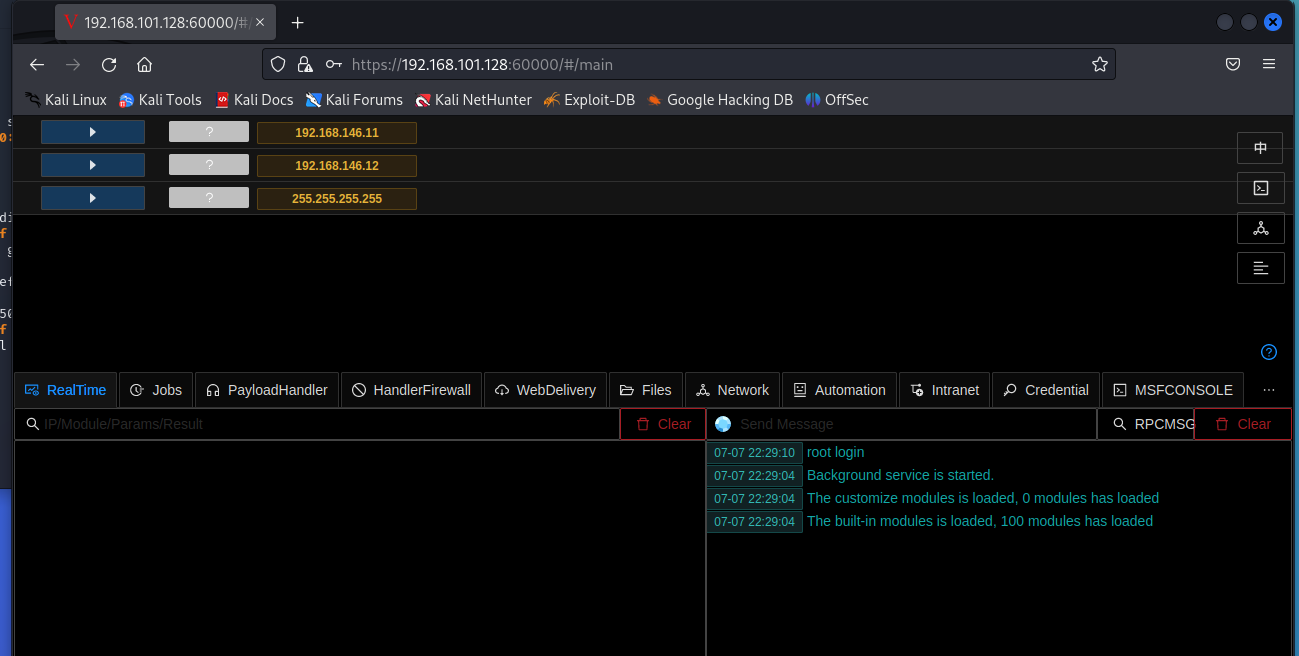 192.168.101.128:60000/#/
https://192.168.101.128:60000/#/main
Kali Linux Kali Tools Kali Docs Kali Forums Kali NetHunter Exploit-DB Google Hacking DB OffSec
? 192.168.146.11
中
? 192.168.146.12
? 255.255.255.255
RealTime Jobs PayloadHandler HandlerFirewall WebDelivery Files Network Automation Intranet Credential MSFCONSOLE ...
IP/Module/Params/Result Clear Send Message RPCMSG Clear
07-07 22:29:10 root login
07-07 22:29:04 Background service is started.
07-07 22:29:04 The customize modules is loaded, 0 modules has loaded
07-07 22:29:04 The built-in modules is loaded, 100 modules has loaded